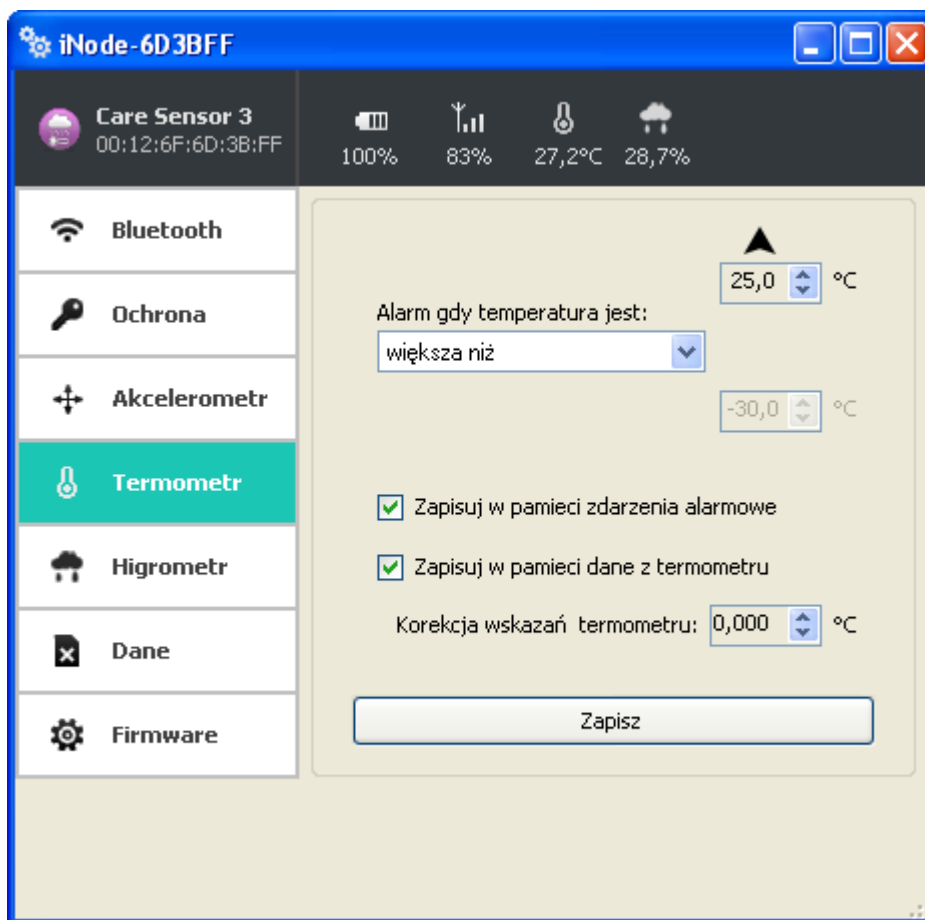 iNode-6D3BFF
Care Sensor 3
00:12:6F:6D:3B:FF
100% 83% 27,2°C 28,7%
Bluetooth
Ochrona
Akcelerometr
Termometr
Higrometr
Dane
Firmware
25,0 °C
Alarm gdy temperatura jest:
większa niż
-30,0 °C
Zapisuj w pamieci zdarzenia alarmowe
Zapisuj w pamieci dane z termometru
Korekcja wskazań termometru: 0,000 °C
Zapisz